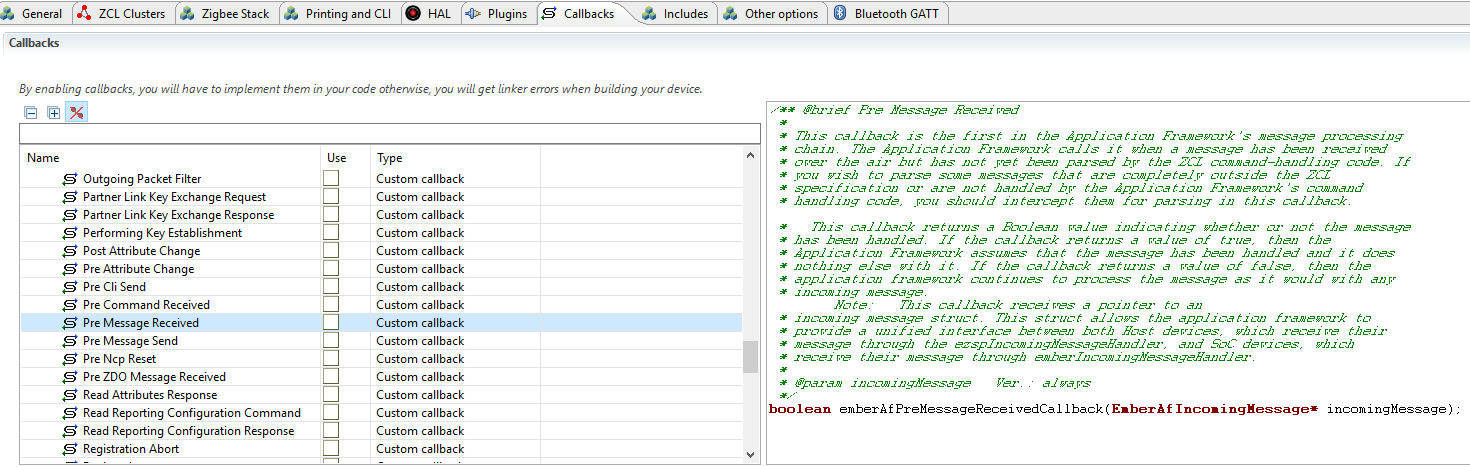 General ZCL Clusters Zigbee Stack Printing and CLI HAL Plugins Callbacks Includes Other options Bluetooth GATT
Callbacks
By enabling callbacks, you will have to implement them in your code otherwise, you will get linker errors when building your device.
Name Use Type
Outgoing Packet Filter Custom callback
Partner Link Key Exchange Request Custom callback
Partner Link Key Exchange Response Custom callback
Performing Key Establishment Custom callback
Post Attribute Change Custom callback
Pre Attribute Change Custom callback
Pre Cli Send Custom callback
Pre Command Received Custom callback
Pre Message Received Custom callback
Pre Message Send Custom callback
Pre Ncp Reset Custom callback
Pre ZDO Message Received Custom callback
Read Attributes Response Custom callback
Read Reporting Configuration Command Custom callback
Read Reporting Configuration Response Custom callback
Registration Abort Custom callback
/** @brief Pre Message Received
*
* This callback is the first in the Application Framework's message processing
* chain. The Application Framework calls it when a message has been received
* over the air but has not yet been parsed by the ZCL command-handling code. If
* you wish to parse some messages that are completely outside the ZCL
* specification or are not handled by the Application Framework's command
* handling code, you should intercept them for parsing in this callback.
*   This callback returns a Boolean value indicating whether or not the message
* has been handled. If the callback returns a value of true, then the
* Application Framework assumes that the message has been handled and it does
* nothing else with it. If the callback returns a value of false, then the
* application framework continues to process the message as it would with any
* incoming message.
Note:   This callback receives a pointer to an
* incoming message struct. This struct allows the application framework to
* provide a unified interface between both Host devices, which receive their
* message through the ezspIncomingMessageHandler, and SoC devices, which
* receive their message through emberIncomingMessageHandler.
*
* @param incomingMessage   Ver.: always
*/
boolean emberAfPreMessageReceivedCallback(EmberAfIncomingMessage* incomingMessage);